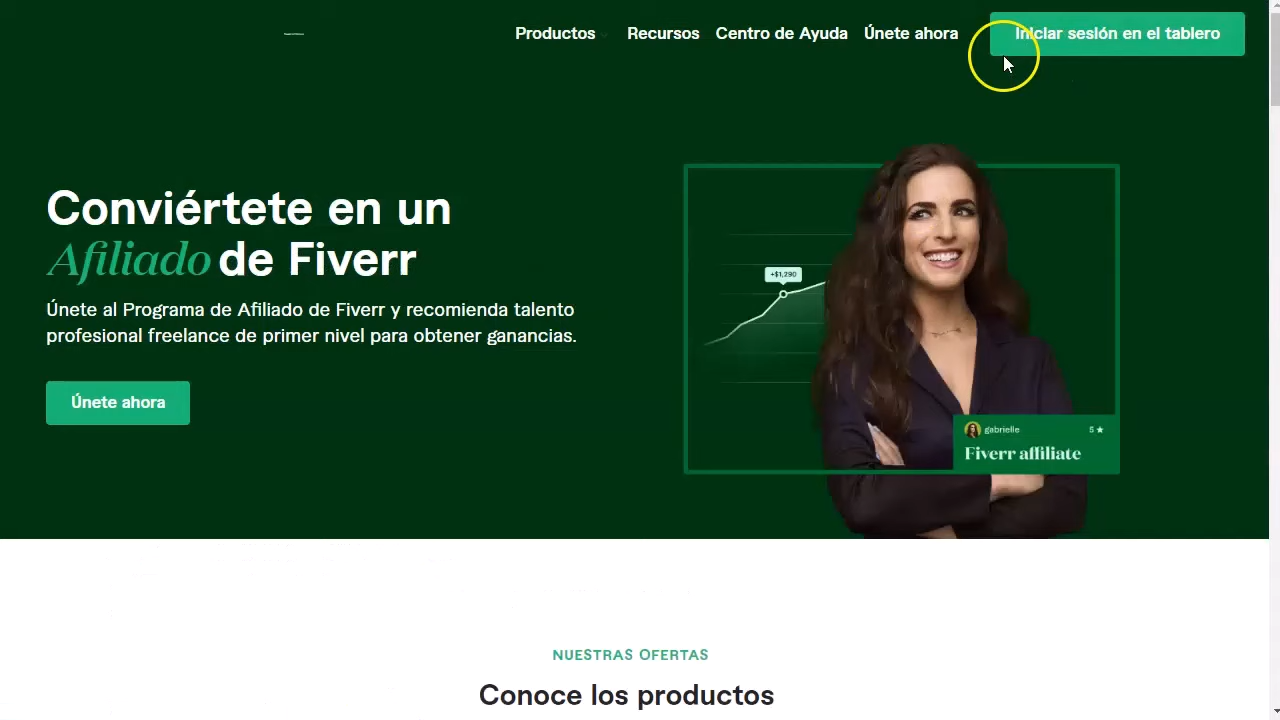 Productos
Recursos
Centro de Ayuda
Únete ahora
Iniciar sesión en el tablero
Conviértete en un
Afiliado de Fiverr
Únete al Programa de Afiliado de Fiverr y recomienda talento
profesional freelance de primer nivel para obtener ganancias.
Únete ahora
+$1,290
gabrielle
5 ★
Fiverr affiliate
NUESTRAS OFERTAS
Conoce los productos